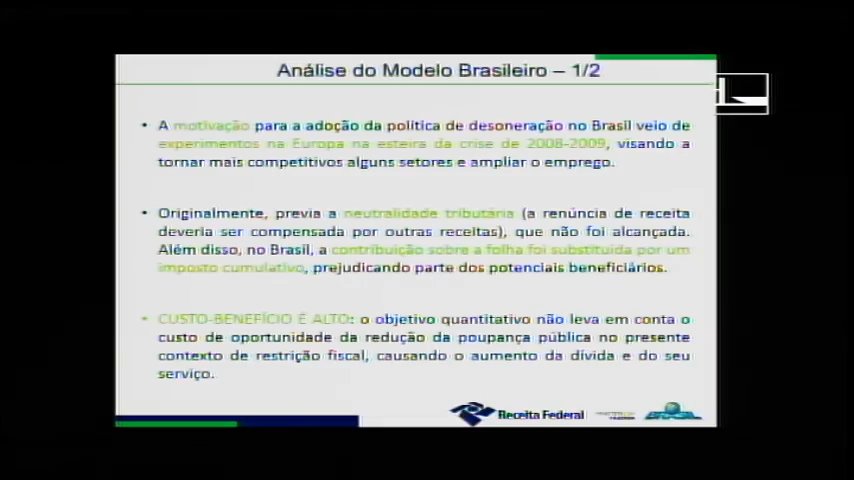 Análise do Modelo Brasileiro – 1/2
• A motivação para a adoção da política de desoneração no Brasil veio de
experimentos na Europa na esteira da crise de 2008-2009, visando a
tornar mais competitivos alguns setores e ampliar o emprego.
• Originalmente, previa a neutralidade tributária (a renúncia de receita
deveria ser compensada por outras receitas), que não foi alcançada.
Além disso, no Brasil, a contribuição sobre a folha foi substituída por um
imposto cumulativo, prejudicando parte dos potenciais beneficiários.
• CUSTO-BENEFÍCIO É ALTO: o objetivo quantitativo não leva em conta o
custo de oportunidade da redução da poupança pública no presente
contexto de restrição fiscal, causando o aumento da dívida e do seu
serviço.
Receita Federal